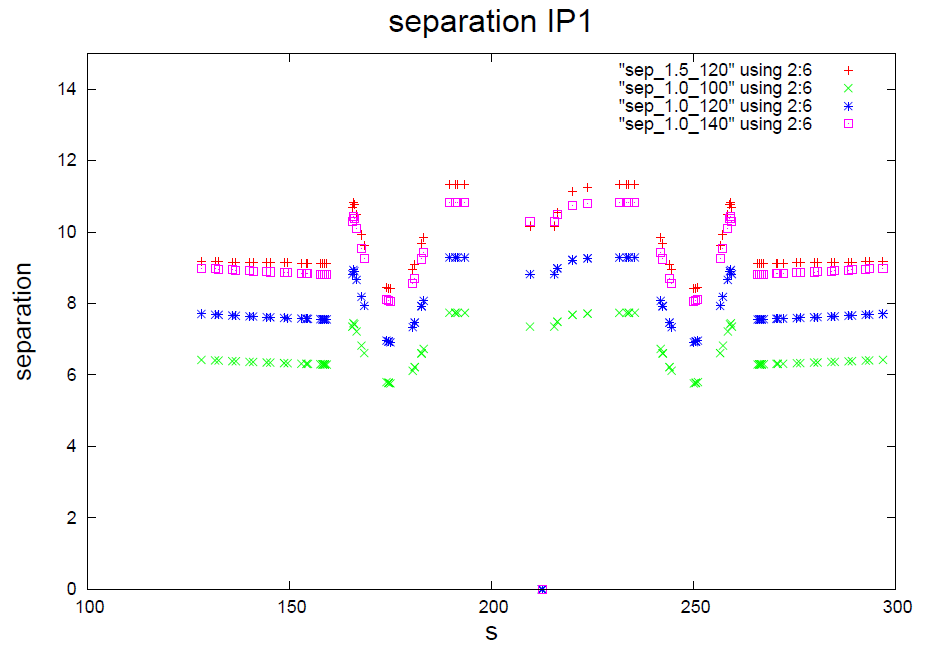 separation IP1
"sep_1.5_120" using 2:6
"sep_1.0_100" using 2:6
"sep_1.0_120" using 2:6
"sep_1.0_140" using 2:6
separation
14
12
10
8
6
4
2
0
100 150 200 250 300
s